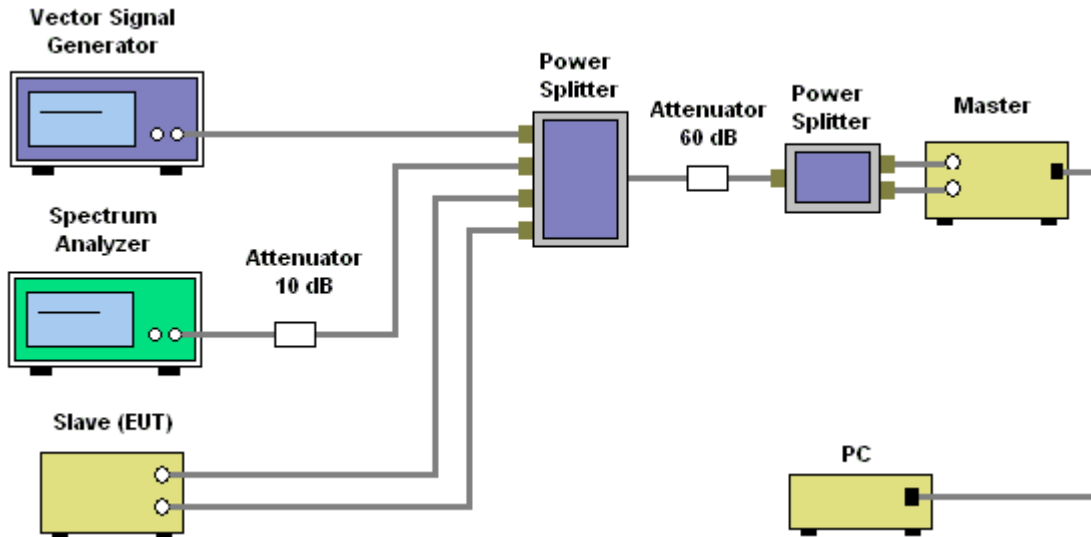 Vector Signal
Generator
Power
Splitter
Attenuator
60 dB
Power
Splitter
Master
Spectrum
Analyzer
Attenuator
10 dB
Slave (EUT)
PC